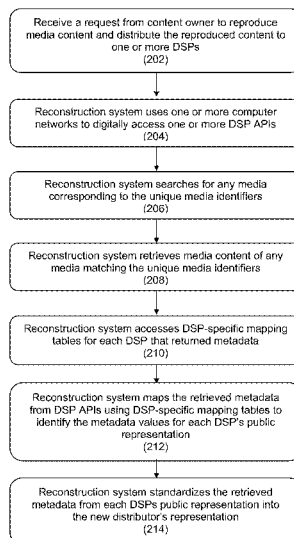 Receive a request from content owner to reproduce
media content and distribute the reproduced content to
one or more DSPs
(202)
Reconstruction system uses one or more computer
networks to digitally access one or more DSP APIs
(204)
Reconstruction system searches for any media
corresponding to the unique media identifiers
(206)
Reconstruction system retrieves media content of any
media matching the unique media identifiers
(208)
Reconstruction system accesses DSP-specific mapping
tables for each DSP that returned metadata
(210)
Reconstruction system maps the retrieved metadata
from DSP APIs using DSP-specific mapping tables to
identify the metadata values for each DSP's public
representation
(212)
Reconstruction system standardizes the retrieved
metadata from each DSPs public representation into
the new distributor's representation
(214)